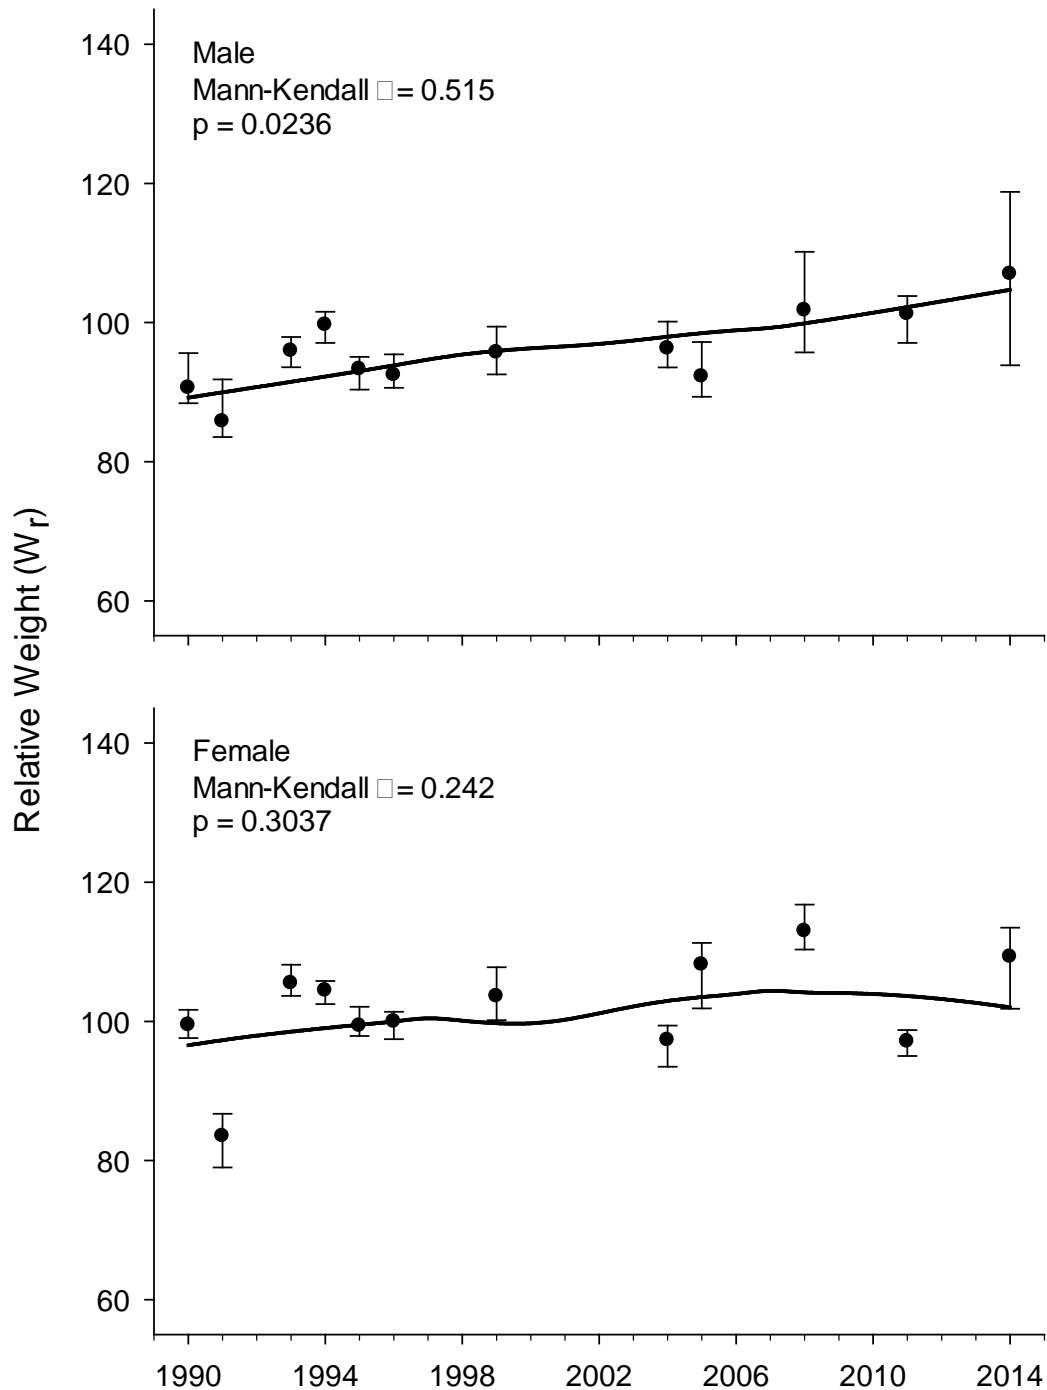 140
Male
Mann-Kendall □ = 0.515
p = 0.0236
120
100
80
60
Relative Weight (Wr)
140
Female
Mann-Kendall □ = 0.242
p = 0.3037
120
100
80
60
1990 1994 1998 2002 2006 2010 2014